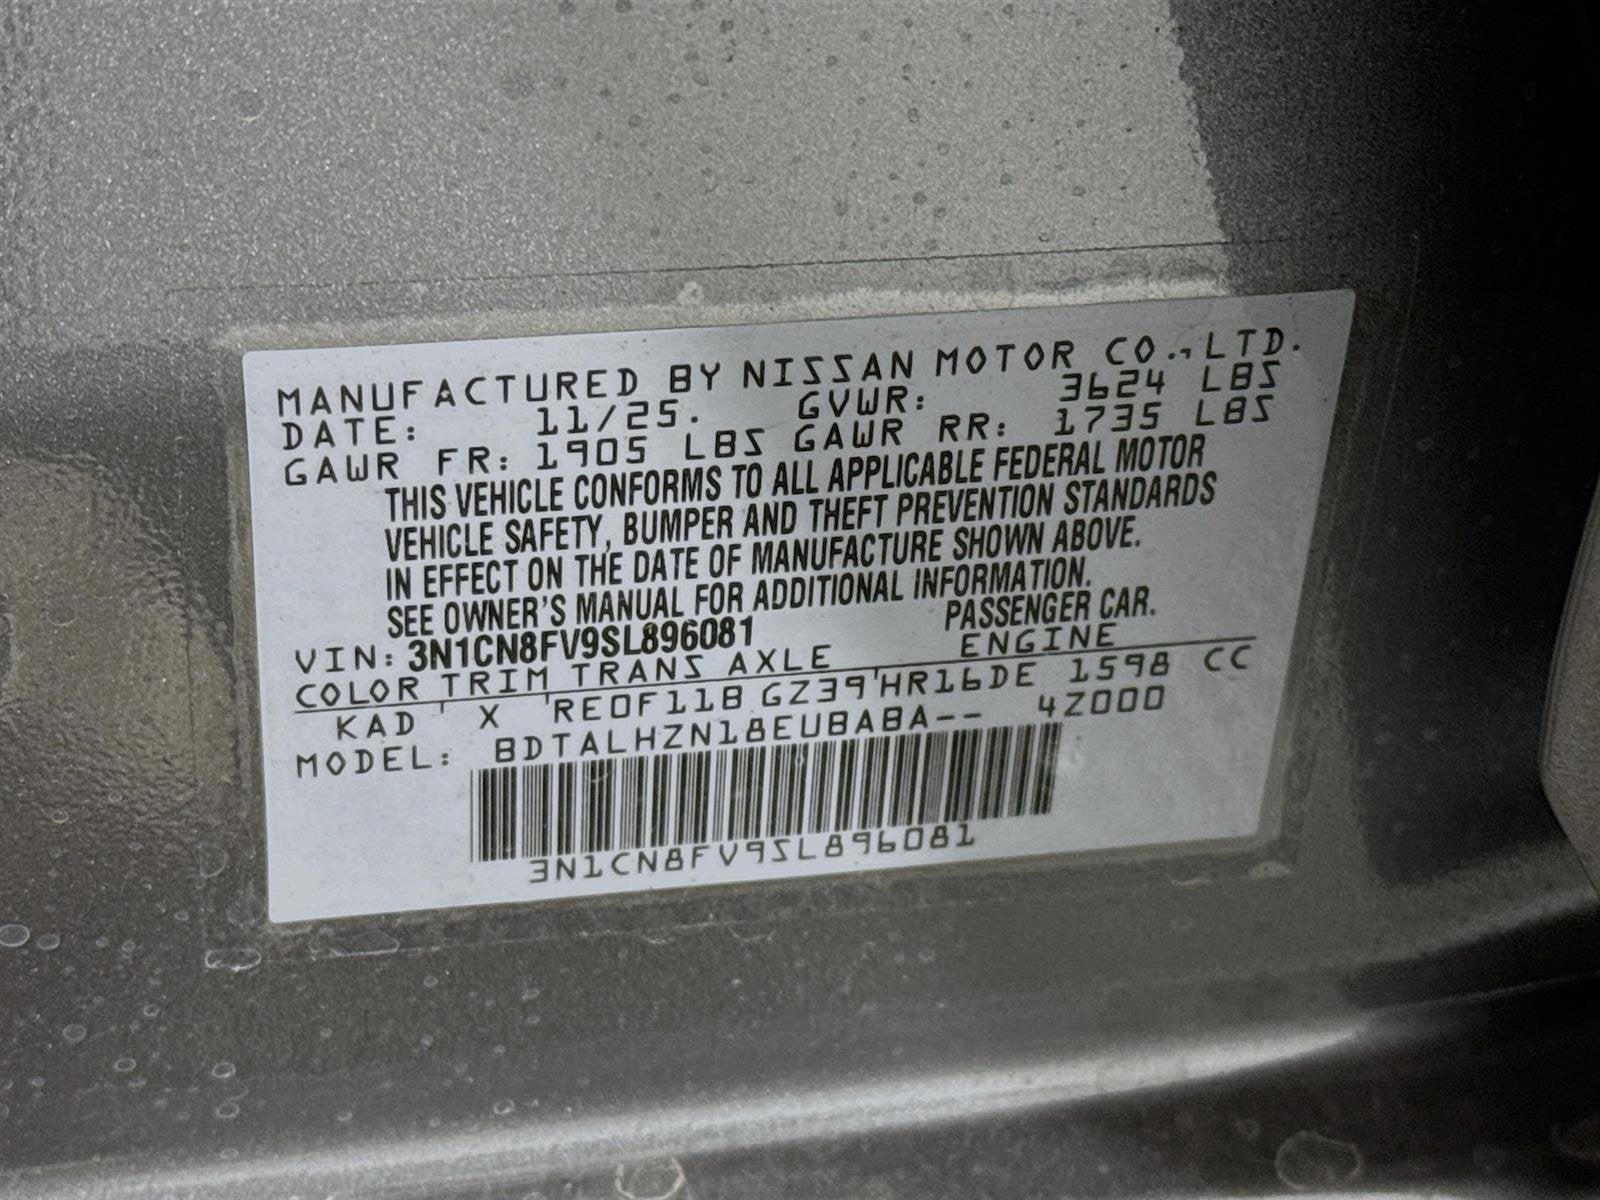 MANUFACTURED BY NISSAN MOTOR CO., LTD.
DATE: 11/25. GVWR: 3624 LBS
GAWR FR: 1905 LBS GAWR RR: 1735 LBS
THIS VEHICLE CONFORMS TO ALL APPLICABLE FEDERAL MOTOR
VEHICLE SAFETY, BUMPER AND THEFT PREVENTION STANDARDS
IN EFFECT ON THE DATE OF MANUFACTURE SHOWN ABOVE.
SEE OWNER'S MANUAL FOR ADDITIONAL INFORMATION.
VIN: 3N1CN8FV9SL896081 PASSENGER CAR.
COLOR TRIM TRANS AXLE ENGINE
KAD X RE0F11B GZ39 HR16DE 1598 CC
MODEL: BDTALHZN18EUBABA-- 4Z000
3N1CN8FV9SL896081